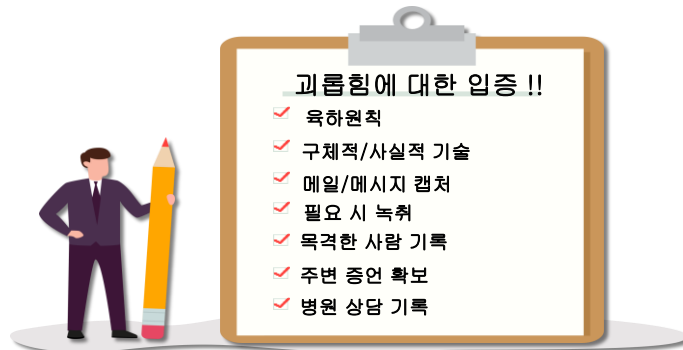 괴롭힘에 대한 입증 !!
육하원칙
구체적/사실적 기술
메일/메시지 캡처
필요 시 녹취
목격한 사람 기록
주변 증언 확보
병원 상담 기록